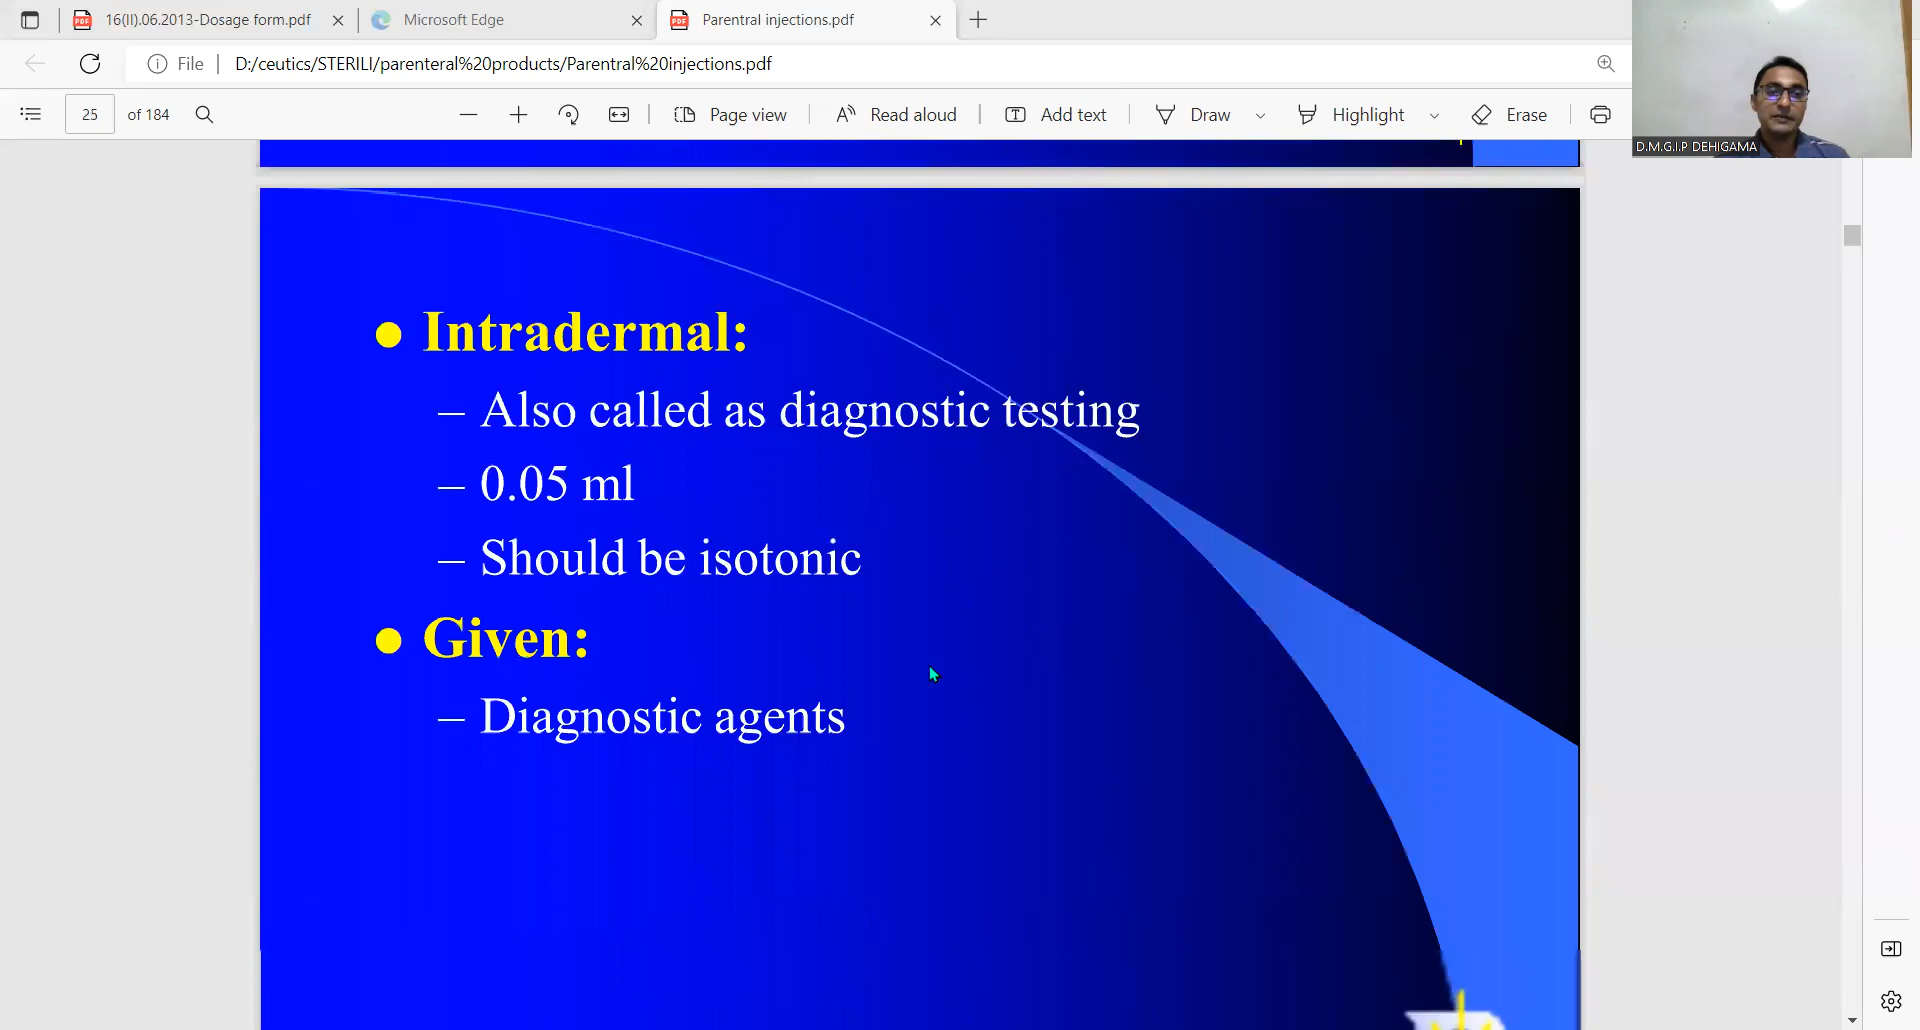 16(II).06.2013-Dosage form.pdf
Microsoft Edge
Parentral injections.pdf
File
D:/ceutics/STERILI/parenteral%20products/Parentral%20injections.pdf
25 of 184
Page view
Read aloud
Add text
Draw
Highlight
Erase
D.M.G.I.P DEHIGAMA
● Intradermal:
– Also called as diagnostic testing
– 0.05 ml
– Should be isotonic
● Given:
– Diagnostic agents